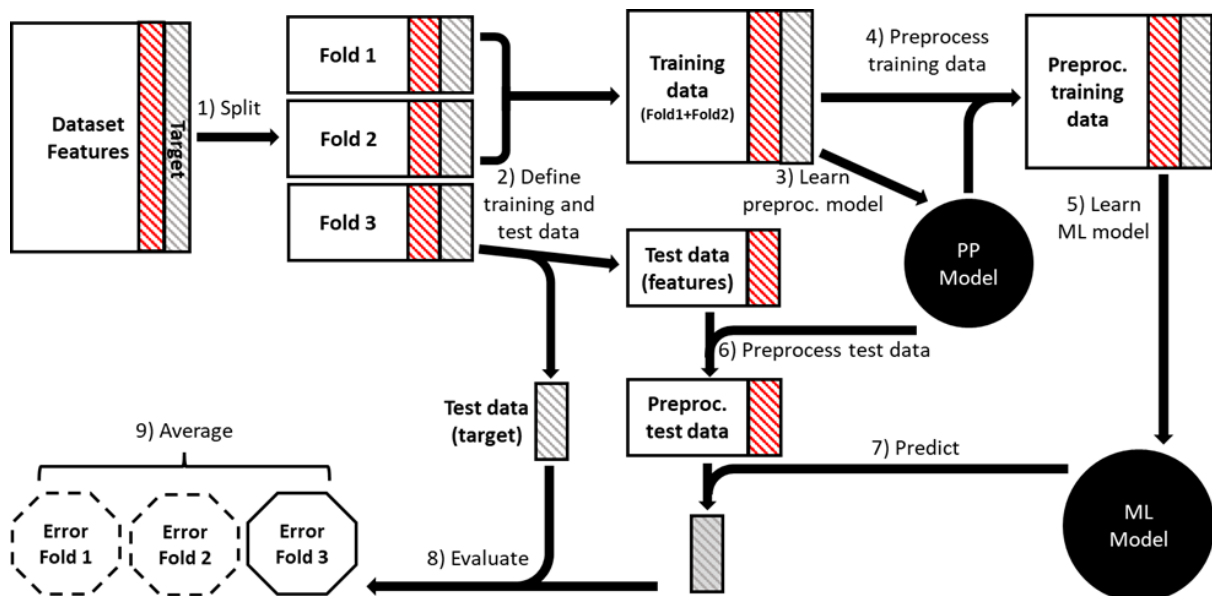 Dataset
Features
Target
1) Split
Fold 1
Fold 2
Fold 3
2) Define
training and
test data
Training
data
(Fold1+Fold2)
3) Learn
preproc. model
4) Preprocess
training data
Preproc.
training
data
PP
Model
5) Learn
ML model
Test data
(features)
6) Preprocess test data
Preproc.
test data
Test data
(target)
7) Predict
ML
Model
8) Evaluate
9) Average
Error
Fold 1
Error
Fold 2
Error
Fold 3